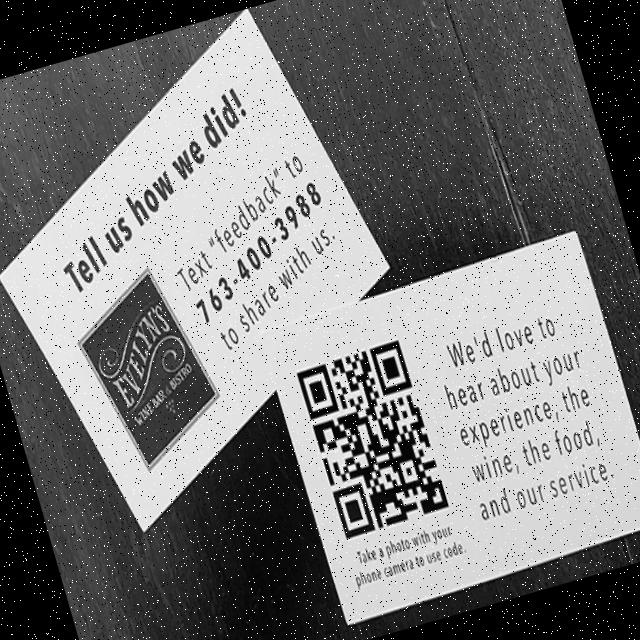 Tell us how we did!
Text "feedback" to
763-400-3988
to share with us.
EVELYN'S
WINE BAR & BISTRO
We'd love to
hear about your
experience, the
wine, the food,
and our service.
Take a photo with your
phone camera to use code.